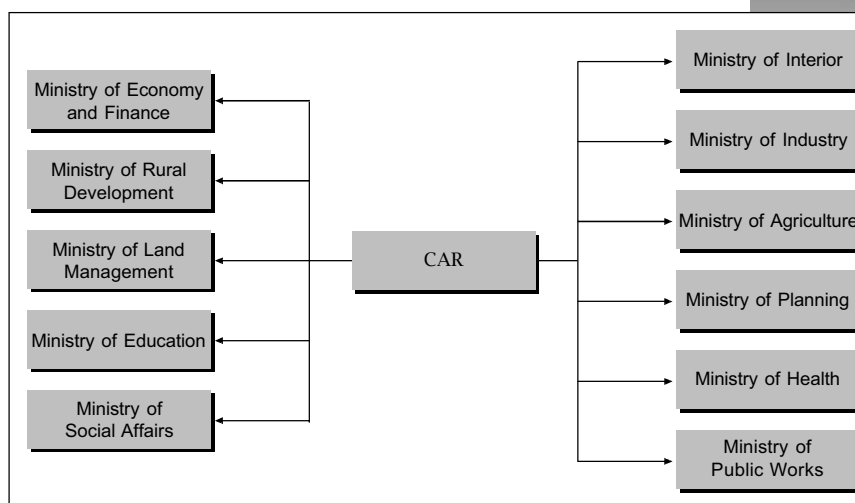 Ministry of Economy
and Finance
Ministry of Rural
Development
Ministry of Land
Management
Ministry of Education
Ministry of
Social Affairs
CAR
Ministry of Interior
Ministry of Industry
Ministry of Agriculture
Ministry of Planning
Ministry of Health
Ministry of
Public Works